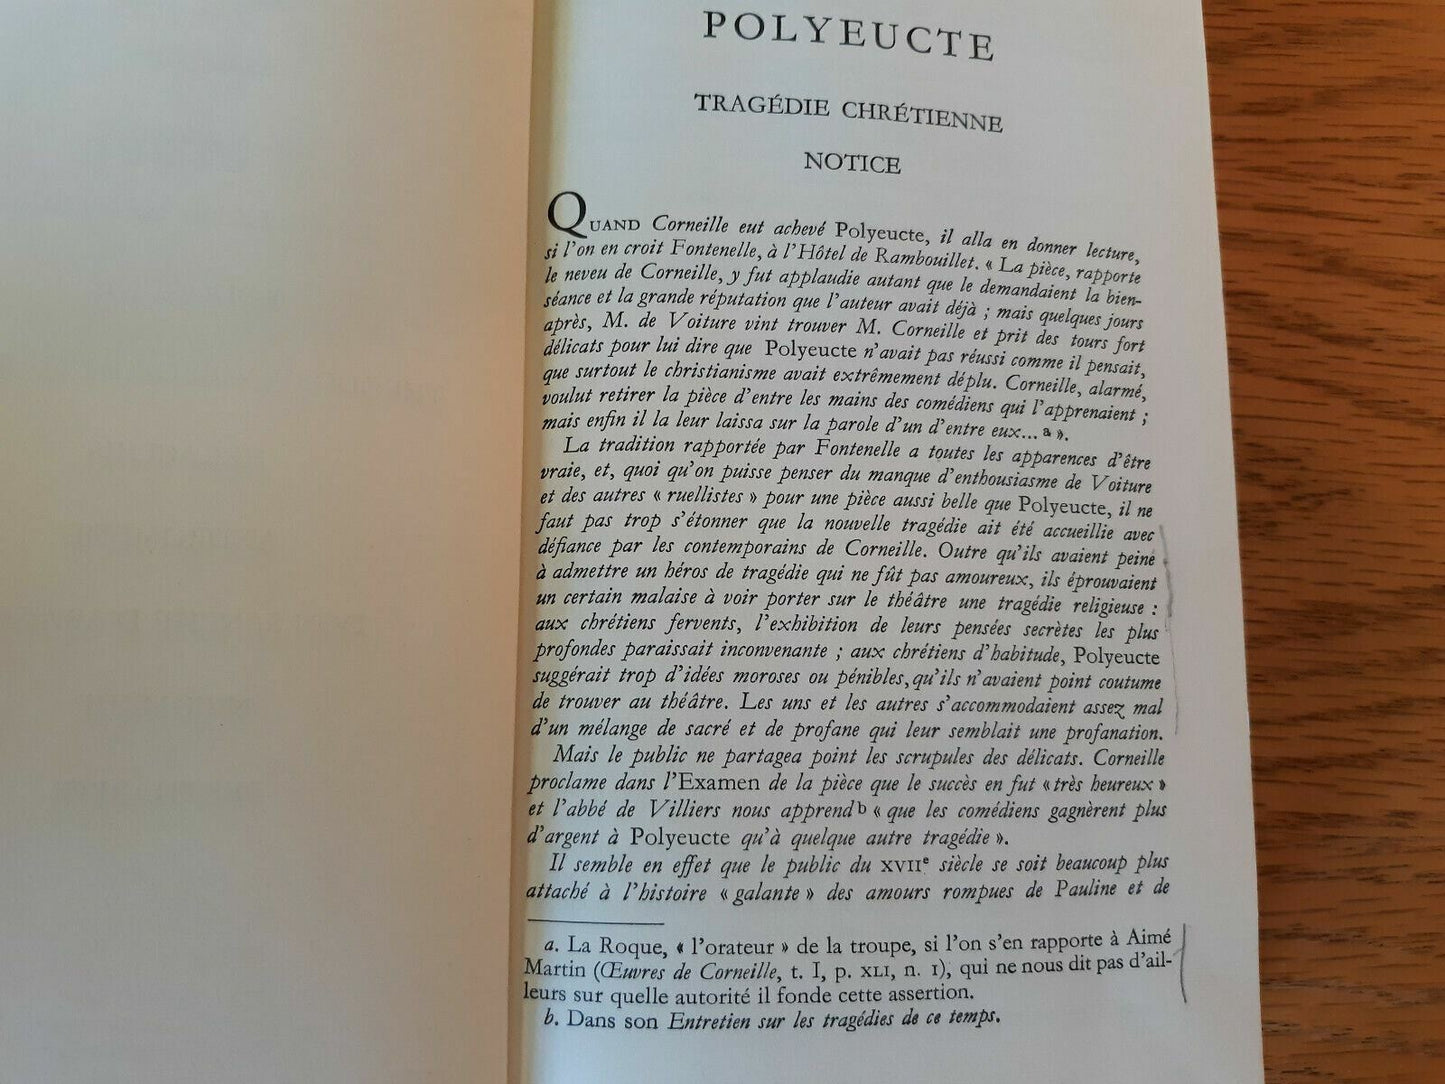 POLYEUCTE
TRAGÉDIE CHRÉTIENNE
NOTICE
QUAND Corneille eut achevé Polyeucte, il alla en donner lecture,
si l'on en croit Fontenelle, à l'Hôtel de Rambouillet. « La pièce, rapporte
le neveu de Corneille, y fut applaudie autant que le demandaient la bien-
séance et la grande réputation que l'auteur avait déjà ; mais quelques jours
après, M. de Voiture vint trouver M. Corneille et prit des tours fort
délicats pour lui dire que Polyeucte n'avait pas réussi comme il pensait,
que surtout le christianisme avait extrêmement déplu. Corneille, alarmé,
voulut retirer la pièce d'entre les mains des comédiens qui l'apprenaient ;
mais enfin il la leur laissa sur la parole d'un d'entre eux... a ».
La tradition rapportée par Fontenelle a toutes les apparences d'être
vraie, et, quoi qu'on puisse penser du manque d'enthousiasme de Voiture
et des autres « ruellistes » pour une pièce aussi belle que Polyeucte, il ne
faut pas trop s'étonner que la nouvelle tragédie ait été accueillie avec
défiance par les contemporains de Corneille. Outre qu'ils avaient peine
à admettre un héros de tragédie qui ne fût pas amoureux, ils éprouvaient
un certain malaise à voir porter sur le théâtre une tragédie religieuse :
aux chrétiens fervents, l'exhibition de leurs pensées secrètes les plus
profondes paraissait inconvenante ; aux chrétiens d'habitude, Polyeucte
suggérait trop d'idées moroses ou pénibles, qu'ils n'avaient point coutume
de trouver au théâtre. Les uns et les autres s'accommodaient assez mal
d'un mélange de sacré et de profane qui leur semblait une profanation.
Mais le public ne partagea point les scrupules des délicats. Corneille
proclame dans l'Examen de la pièce que le succès en fut « très heureux »
et l'abbé de Villiers nous apprend b « que les comédiens gagnèrent plus
d'argent à Polyeucte qu'à quelque autre tragédie ».
Il semble en effet que le public du XVIIe siècle se soit beaucoup plus
attaché à l'histoire « galante » des amours rompues de Pauline et de
a. La Roque, « l'orateur » de la troupe, si l'on s'en rapporte à Aimé
Martin (Œuvres de Corneille, t. I, p. XLI, n. 1), qui ne nous dit pas d'ail-
leurs sur quelle autorité il fonde cette assertion.
b. Dans son Entretien sur les tragédies de ce temps.